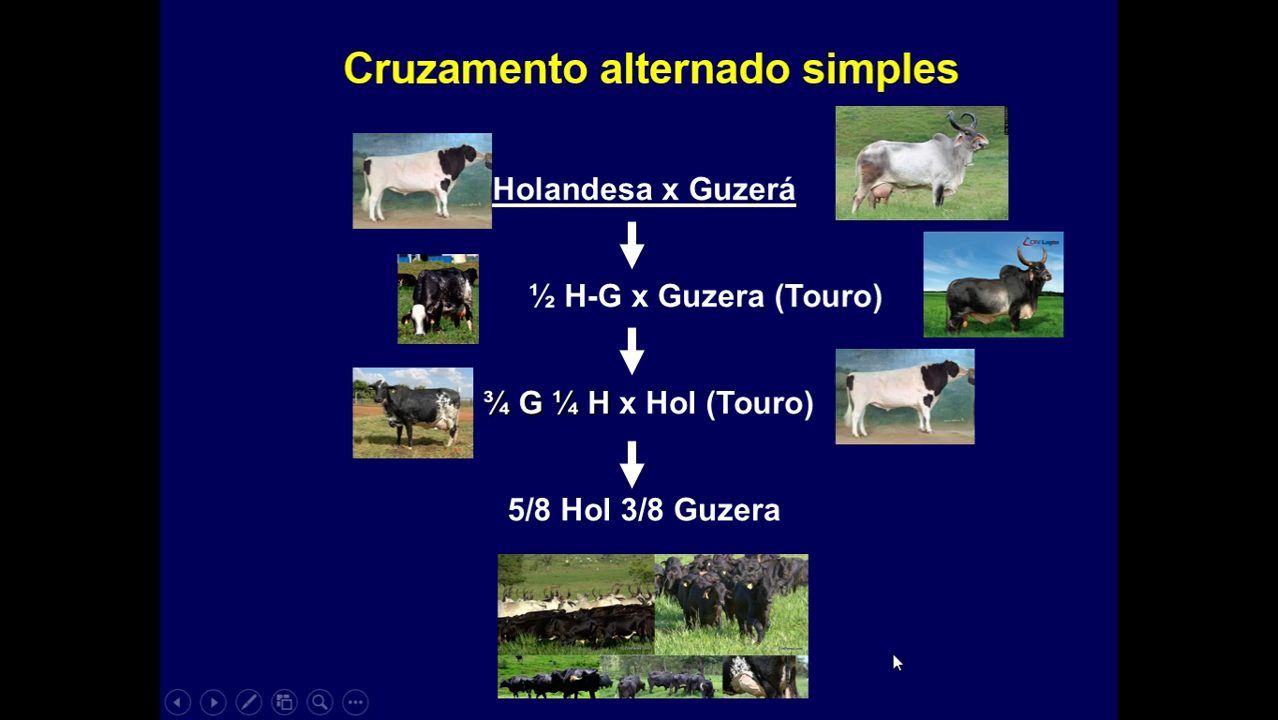 Cruzamento alternado simples
Holandesa x Guzerá
½ H-G x Guzera (Touro)
¾ G ¼ H x Hol (Touro)
5/8 Hol 3/8 Guzera